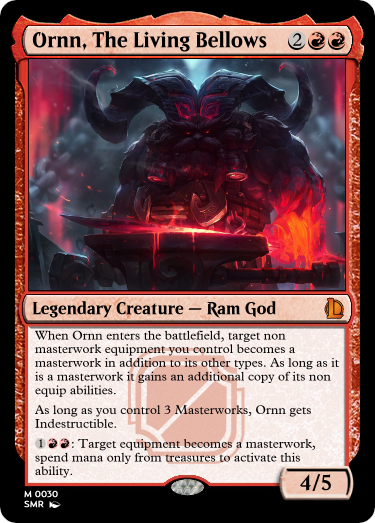 Ornn, The Living Bellows 2
Legendary Creature — Ram God
When Ornn enters the battlefield, target non
masterwork equipment you control becomes a
masterwork in addition to its other types. As long as it
is a masterwork it gains an additional copy of its non
equip abilities.
As long as you control 3 Masterworks, Ornn gets
Indestructible.
1: Target equipment becomes a masterwork,
spend mana only from treasures to activate this
ability.
4/5
M 0030
SMR